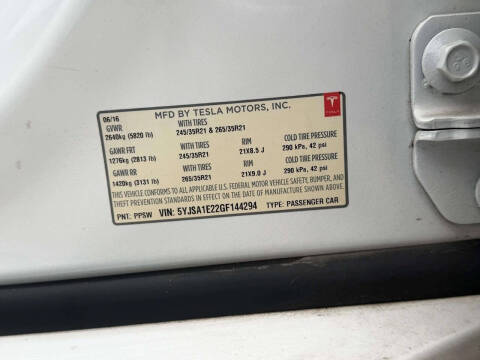 MFD BY TESLA MOTORS, INC.
TESLA
06/16
GVWR WITH TIRES
2640kg (5820 lb) 245/35R21 & 265/35R21
GAWR FRT WITH TIRES RIM COLD TIRE PRESSURE
1276kg (2813 lb) 245/35R21 21X8.5 J 290 kPa, 42 psi
GAWR RR WITH TIRES RIM COLD TIRE PRESSURE
1420kg (3131 lb) 265/35R21 21X9.0 J 290 kPa, 42 psi
THIS VEHICLE CONFORMS TO ALL APPLICABLE U.S. FEDERAL MOTOR VEHICLE SAFETY, BUMPER, AND
THEFT PREVENTION STANDARDS IN EFFECT ON THE DATE OF MANUFACTURE SHOWN ABOVE.
PNT: PPSW VIN: 5YJSA1E22GF144294 TYPE: PASSENGER CAR